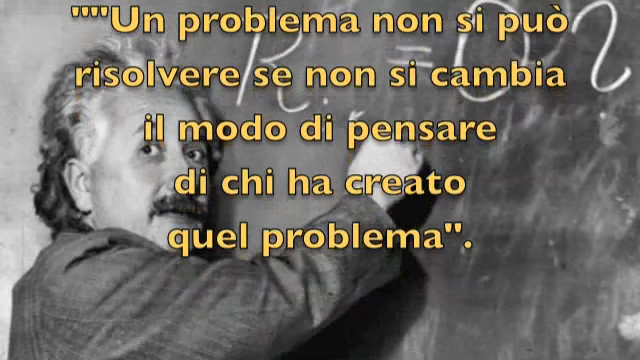 ""Un problema non si può
risolvere se non si cambia
il modo di pensare
di chi ha creato
quel problema".
R. = 0 ?